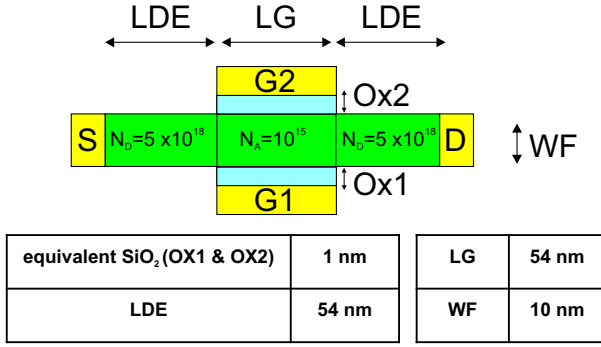 LDE LG LDE
G2
Ox2
S N_D=5 x10^18 N_A=10^15 N_D=5 x10^18 D WF
Ox1
G1
equivalent SiO₂ (OX1 & OX2) 1 nm LG 54 nm
LDE 54 nm WF 10 nm